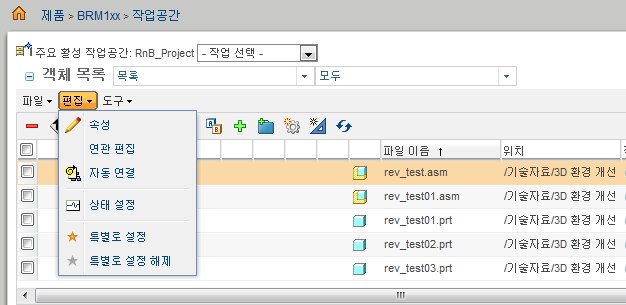 제품 > BRM1xx > 작업공간
주요 활성 작업공간: RnB_Project - 작업 선택 -
객체 목록 목록 모두
파일 편집 도구
속성
연관 편집
자동 연결
상태 설정
특별로 설정
특별로 설정 해제
파일 이름 ↑ 위치
rev_test.asm /기술자료/3D 환경 개선
rev_test01.asm /기술자료/3D 환경 개선
rev_test01.prt /기술자료/3D 환경 개선
rev_test02.prt /기술자료/3D 환경 개선
rev_test03.prt /기술자료/3D 환경 개선